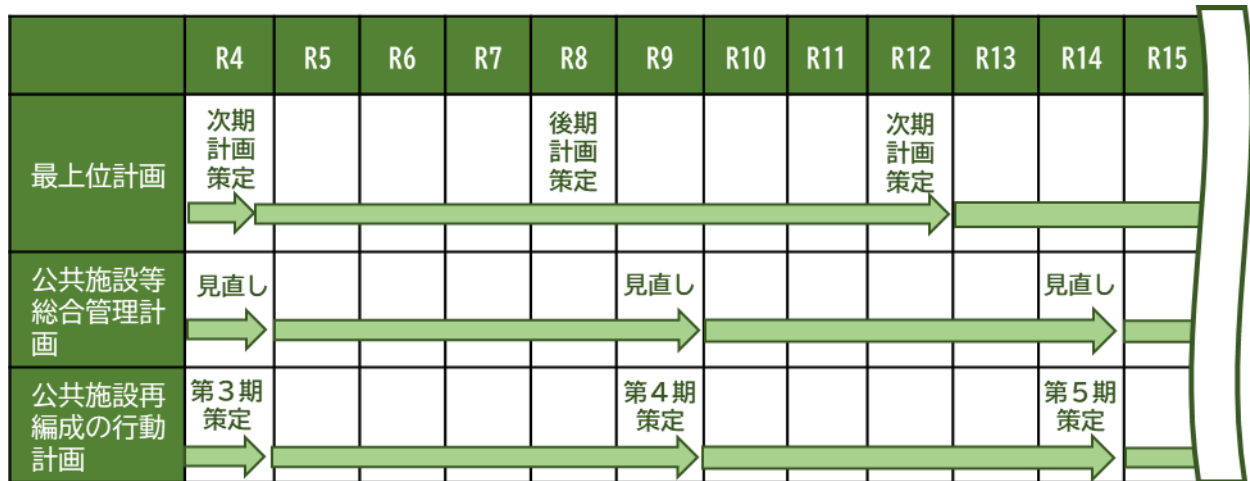 R4 R5 R6 R7 R8 R9 R10 R11 R12 R13 R14 R15
最上位計画
次期
計画
策定
後期
計画
策定
次期
計画
策定
公共施設等
総合管理計
画
見直し 見直し 見直し
公共施設再
編成の行動
計画
第3期
策定
第4期
策定
第5期
策定